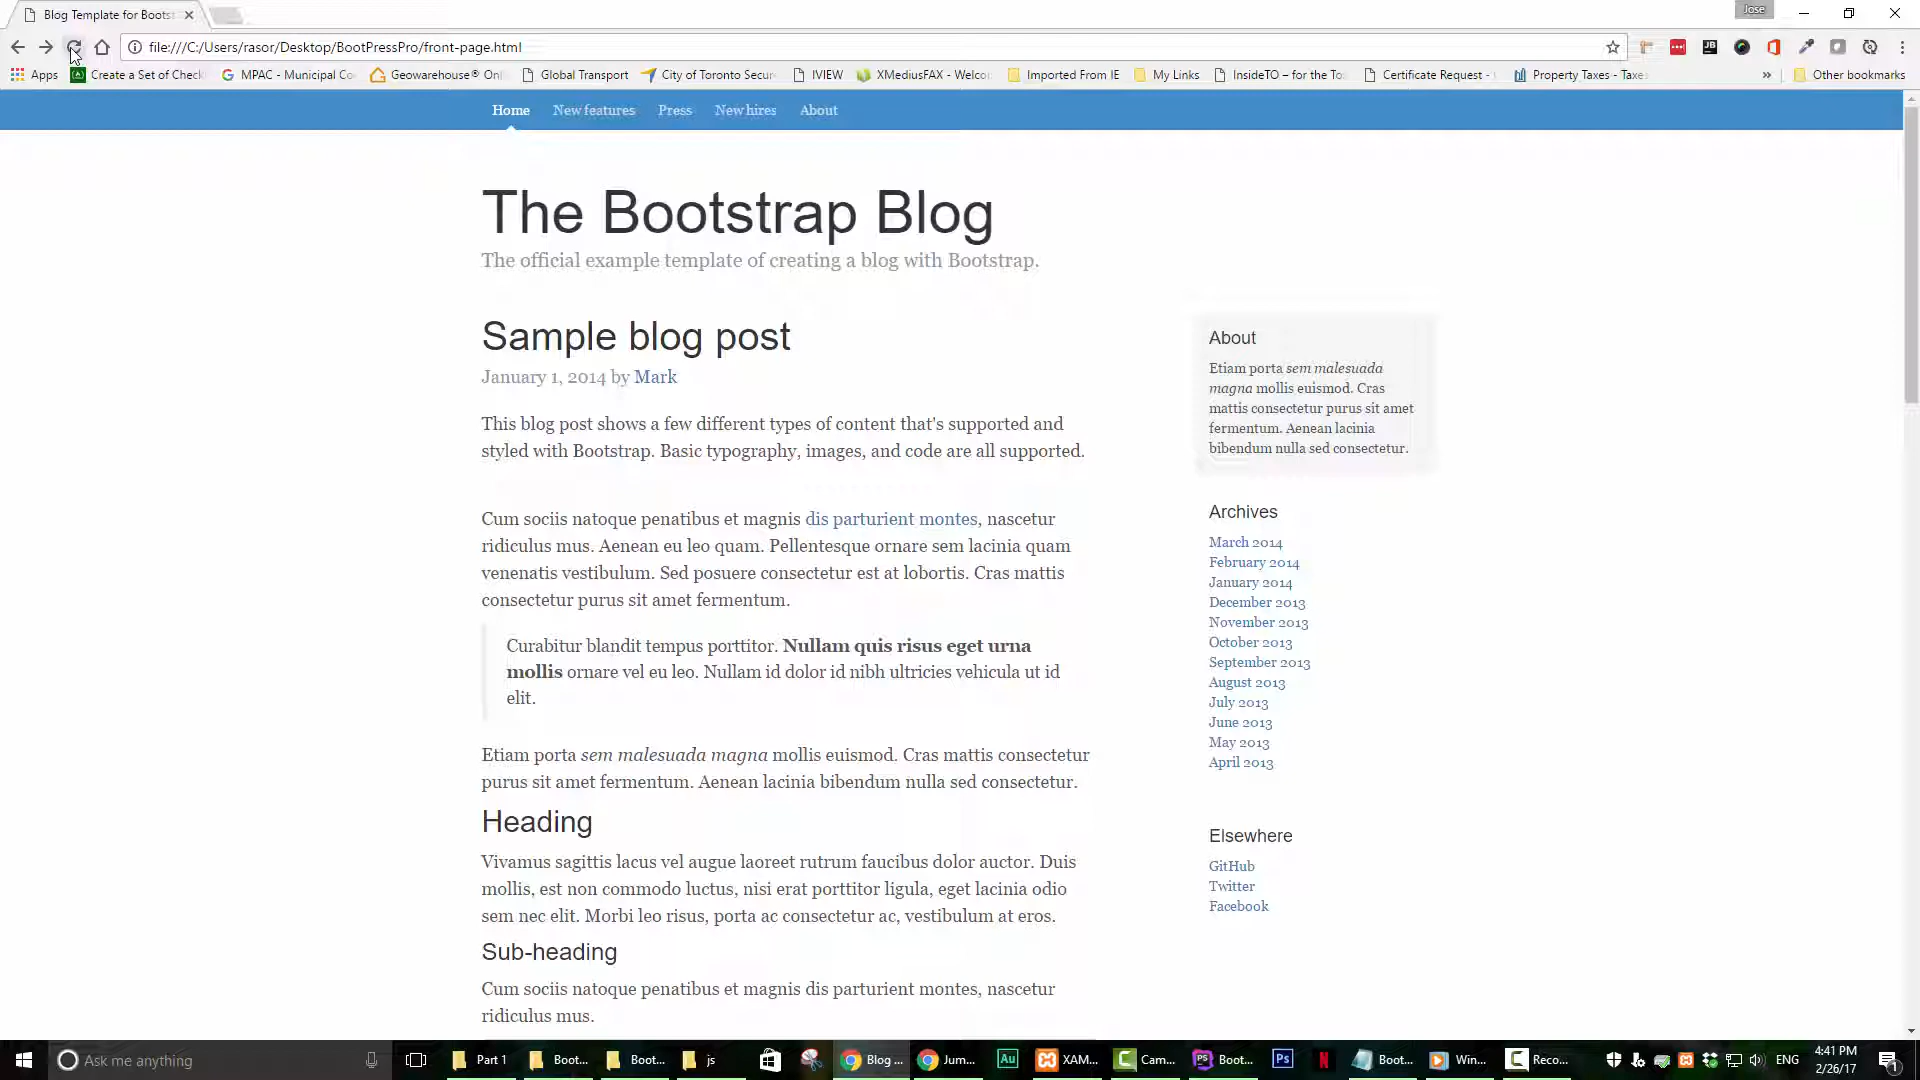 Blog Template for Boots
Jose
file:///C:/Users/rasor/Desktop/BootPressPro/front-page.html
Apps Create a Set of Check MPAC - Municipal Co Geowarehouse® On Global Transport City of Toronto Secu IVIEW XMediusFAX - Welco Imported From IE My Links InsideTO – for the To Certificate Request - Property Taxes - Taxe » Other bookmarks
Home New features Press New hires About
The Bootstrap Blog
The official example template of creating a blog with Bootstrap.
Sample blog post
January 1, 2014 by Mark
This blog post shows a few different types of content that's supported and
styled with Bootstrap. Basic typography, images, and code are all supported.
Cum sociis natoque penatibus et magnis dis parturient montes, nascetur
ridiculus mus. Aenean eu leo quam. Pellentesque ornare sem lacinia quam
venenatis vestibulum. Sed posuere consectetur est at lobortis. Cras mattis
consectetur purus sit amet fermentum.
Curabitur blandit tempus porttitor. Nullam quis risus eget urna
mollis ornare vel eu leo. Nullam id dolor id nibh ultricies vehicula ut id
elit.
Etiam porta sem malesuada magna mollis euismod. Cras mattis consectetur
purus sit amet fermentum. Aenean lacinia bibendum nulla sed consectetur.
Heading
Vivamus sagittis lacus vel augue laoreet rutrum faucibus dolor auctor. Duis
mollis, est non commodo luctus, nisi erat porttitor ligula, eget lacinia odio
sem nec elit. Morbi leo risus, porta ac consectetur ac, vestibulum at eros.
Sub-heading
Cum sociis natoque penatibus et magnis dis parturient montes, nascetur
ridiculus mus.
About
Etiam porta sem malesuada
magna mollis euismod. Cras
mattis consectetur purus sit amet
fermentum. Aenean lacinia
bibendum nulla sed consectetur.
Archives
March 2014
February 2014
January 2014
December 2013
November 2013
October 2013
September 2013
August 2013
July 2013
June 2013
May 2013
April 2013
Elsewhere
GitHub
Twitter
Facebook
Ask me anything Part 1 Boot... Boot... js Blog ... Jum... Au XAM... Cam... PS Boot... Ps N Boot... Win... Reco... ENG
4:41 PM
2/26/17
1